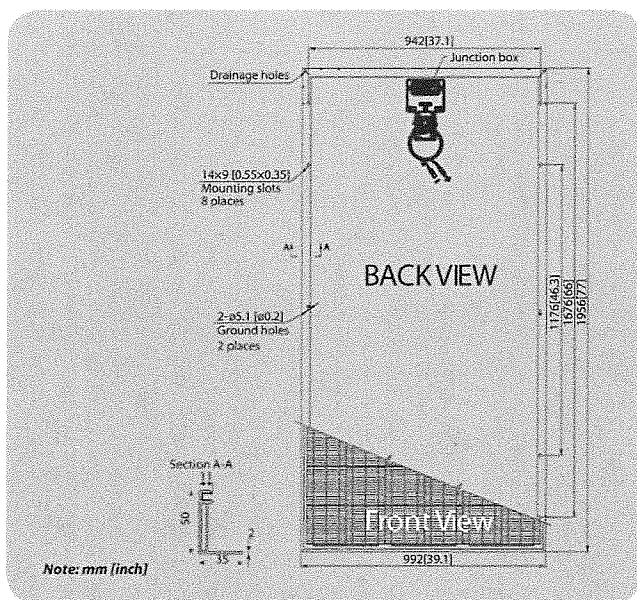 942[37.1]
Junction box
Drainage holes
14×9 [0.55×0.35]
Mounting slots
8 places
A
A
BACK VIEW
1176[46.3]
1676[66]
1956[77]
2-ø5.1 [ø0.2]
Ground holes
2 places
Section A-A
50
2
35
Front View
992[39.1]
Note: mm [inch]